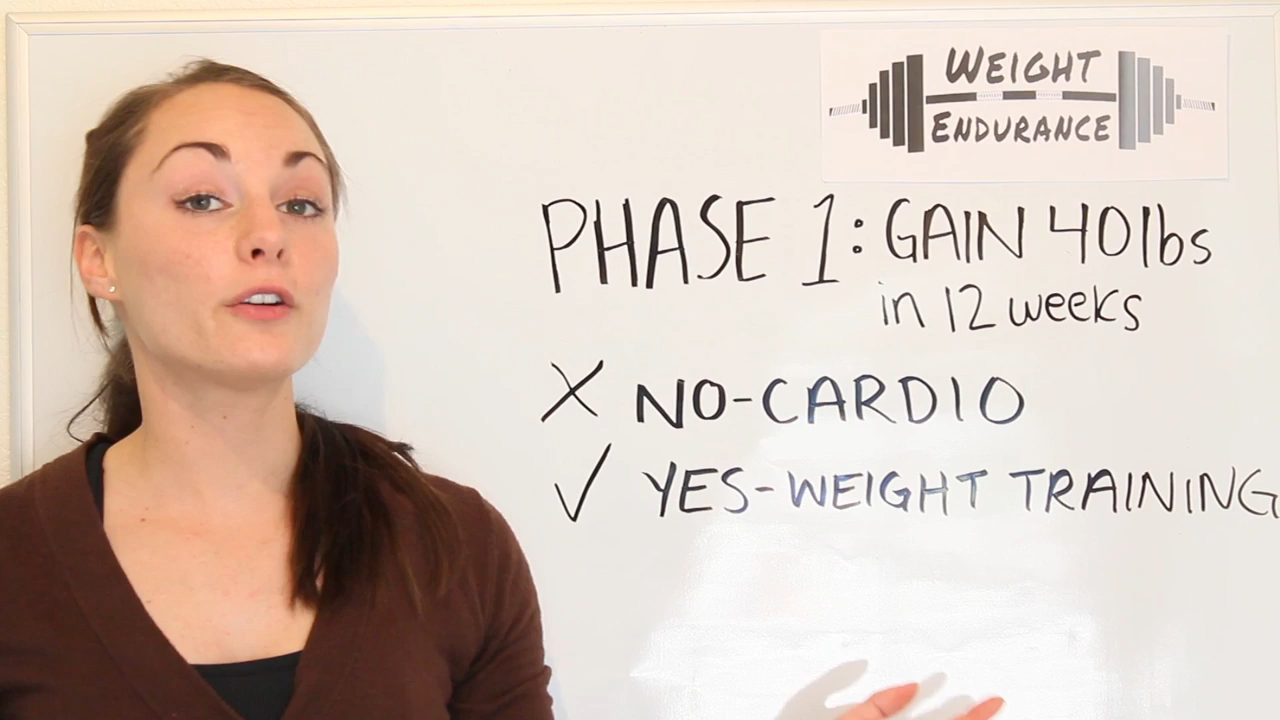 WEIGHT
ENDURANCE
PHASE 1: GAIN 40lbs
in 12 weeks
X NO-CARDIO
✓ YES-WEIGHT TRAINING